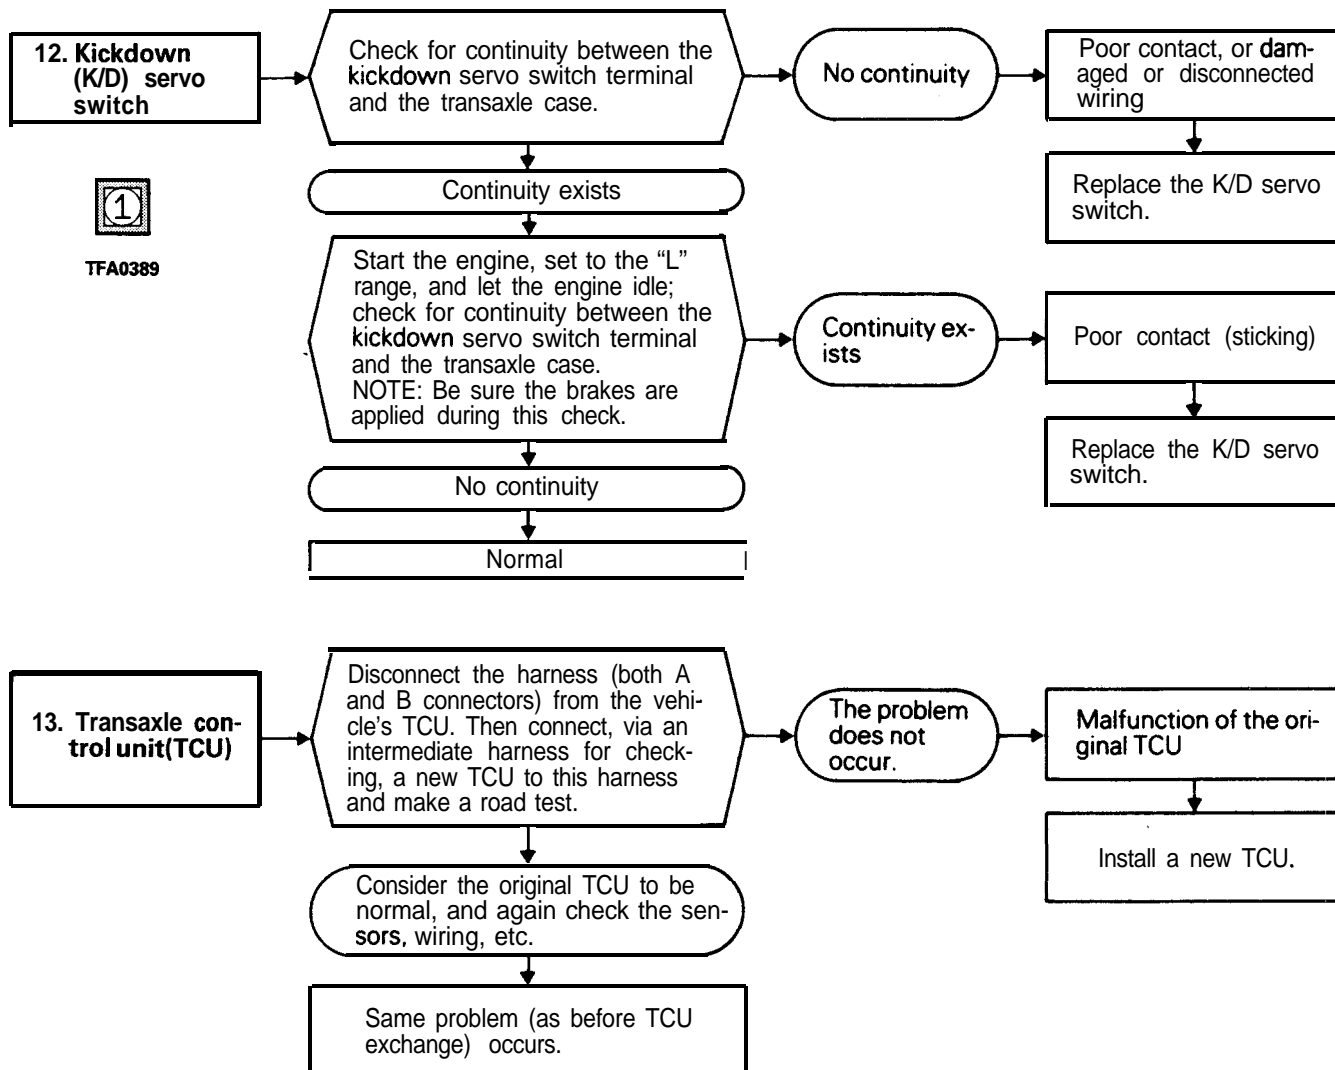 12. Kickdown
(K/D) servo
switch
Check for continuity between the
kickdown servo switch terminal
and the transaxle case.
No continuity
Poor contact, or dam-
aged or disconnected
wiring
Replace the K/D servo
switch.
1
TFA0389
Continuity exists
Start the engine, set to the “L”
range, and let the engine idle;
check for continuity between the
kickdown servo switch terminal
and the transaxle case.
NOTE: Be sure the brakes are
applied during this check.
Continuity ex-
ists
Poor contact (sticking)
Replace the K/D servo
switch.
No continuity
Normal
13. Transaxle con-
trol unit(TCU)
Disconnect the harness (both A
and B connectors) from the vehi-
cle's TCU. Then connect, via an
intermediate harness for check-
ing, a new TCU to this harness
and make a road test.
The problem
does not
occur.
Malfunction of the ori-
ginal TCU
Install a new TCU.
Consider the original TCU to be
normal, and again check the sen-
sors, wiring, etc.
Same problem (as before TCU
exchange) occurs.